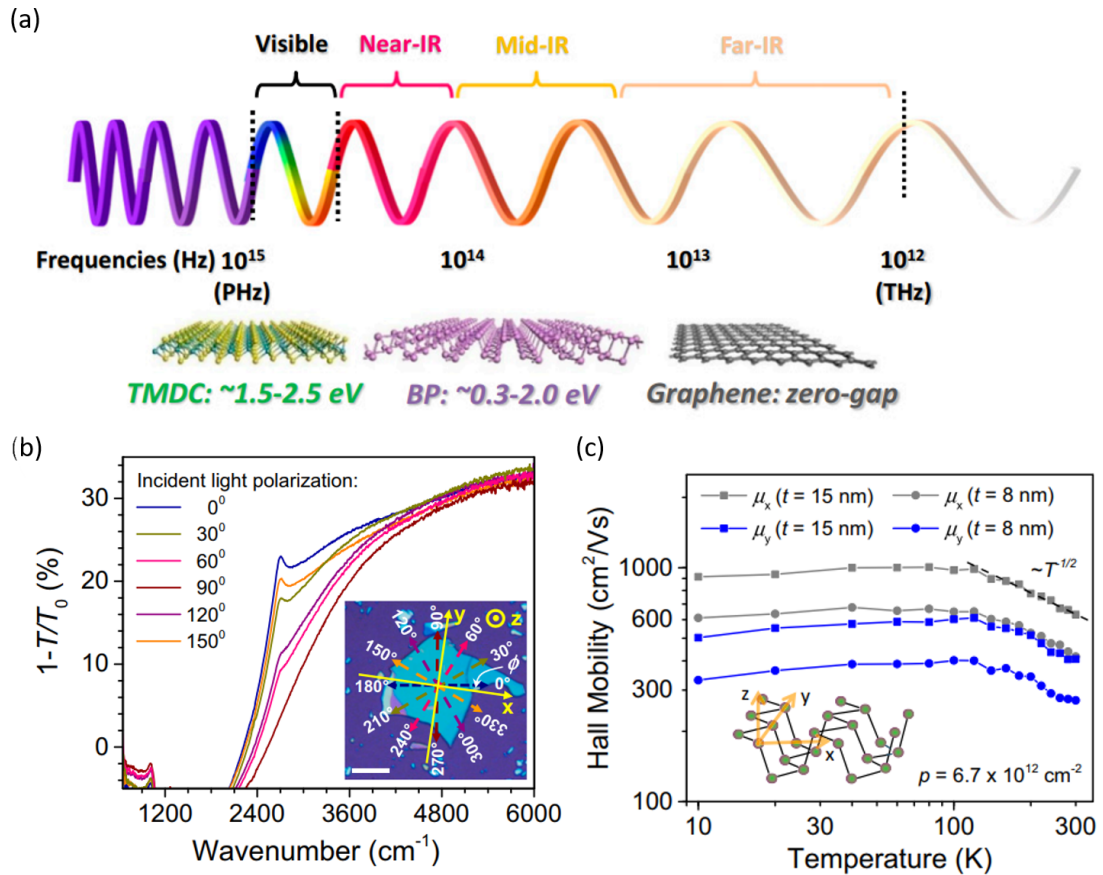 (a)
Visible Near-IR Mid-IR Far-IR
Frequencies (Hz) 10¹⁵ 10¹⁴ 10¹³ 10¹²
(PHz) (THz)
TMDC: ~1.5-2.5 eV BP: ~0.3-2.0 eV Graphene: zero-gap
(b)
Incident light polarization:
0⁰
30⁰
60⁰
90⁰
120⁰
150⁰
1-T/T₀ (%)
30
20
10
0
1200 2400 3600 4800 6000
Wavenumber (cm⁻¹)
y
z
x
ϕ
0°
30°
60°
90°
120°
150°
180°
210°
240°
270°
300°
330°
(c)
μₓ (t = 15 nm) μₓ (t = 8 nm)
μy (t = 15 nm) μy (t = 8 nm)
~T⁻¹/²
Hall Mobility (cm²/Vs)
1000
600
300
100
z
y
x
p = 6.7 x 10¹² cm⁻²
10 30 100 300
Temperature (K)